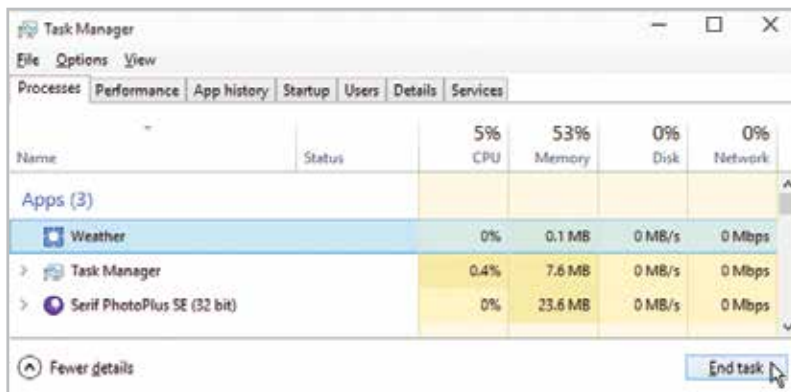 Task Manager
File Options View
Processes Performance App history Startup Users Details Services
5% 53% 0% 0%
Name Status CPU Memory Disk Network
Apps (3)
Weather 0% 0.1 MB 0 MB/s 0 Mbps
Task Manager 0.4% 7.6 MB 0 MB/s 0 Mbps
Serif PhotoPlus SE (32 bit) 0% 23.6 MB 0 MB/s 0 Mbps
Fewer details End task